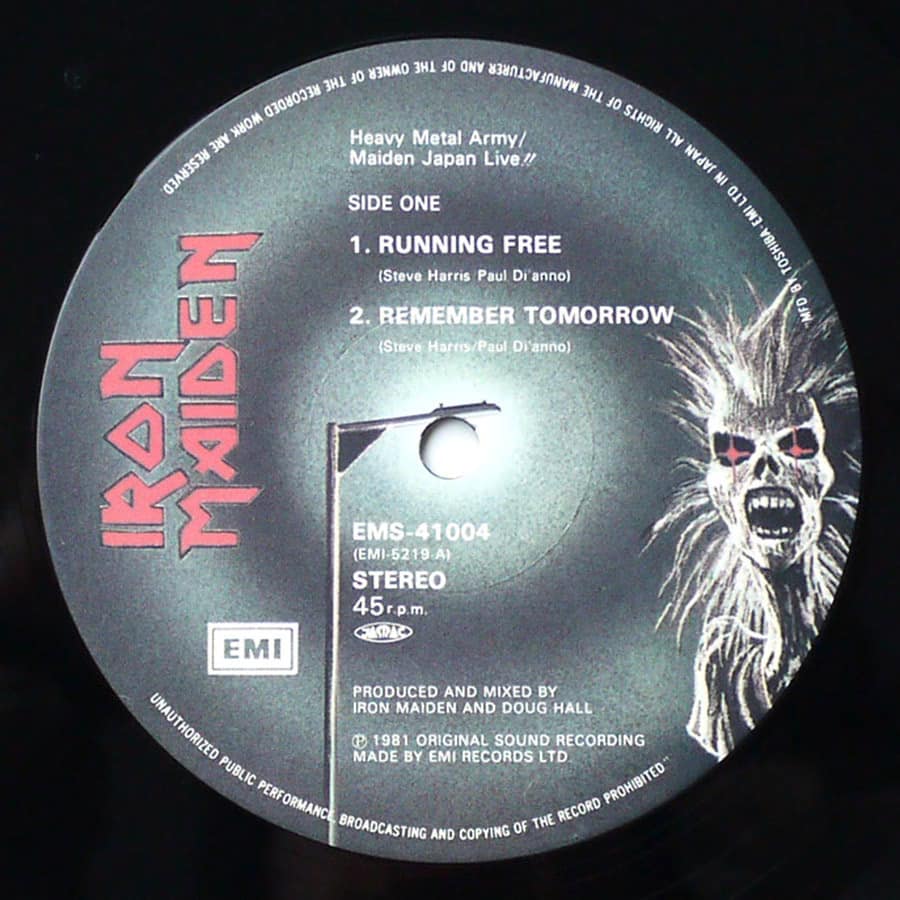 Heavy Metal Army/
Maiden Japan Live!!
SIDE ONE
1. RUNNING FREE
(Steve Harris Paul Di'anno)
2. REMEMBER TOMORROW
(Steve Harris/Paul Di'anno)
IRON
MAIDEN
EMS-41004
(EMI-5219-A)
STEREO
45 r.p.m.
JASRAC
EMI
PRODUCED AND MIXED BY
IRON MAIDEN AND DOUG HALL
Ⓟ 1981 ORIGINAL SOUND RECORDING
MADE BY EMI RECORDS LTD
"MFD BY TOSHIBA-EMI LTD IN JAPAN ALL RIGHTS OF THE MANUFACTURER AND OF THE OWNER OF THE RECORDED WORK ARE RESERVED
UNAUTHORIZED PUBLIC PERFORMANCE, BROADCASTING AND COPYING OF THE RECORD PROHIBITED"